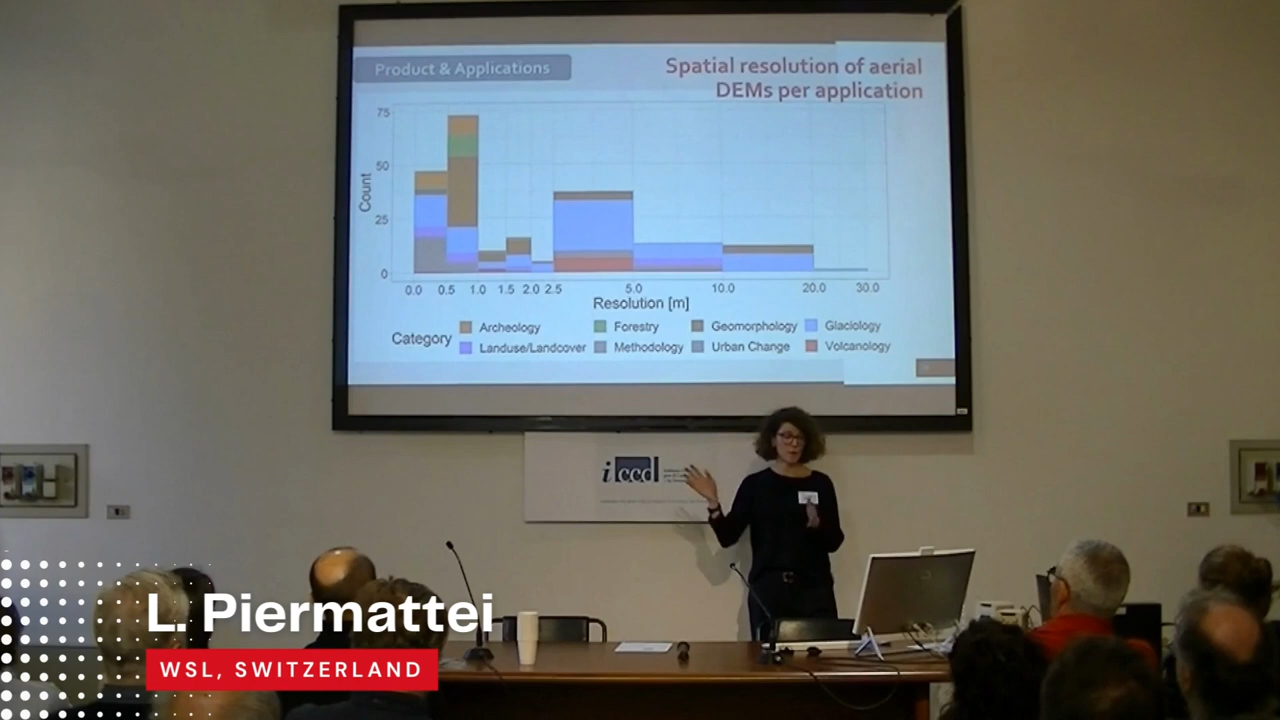 Product & Applications
Spatial resolution of aerial
DEMs per application
75
50
25
0
Count
0.0 0.5 1.0 1.5 2.0 2.5 5.0 10.0 20.0 30.0
Resolution [m]
Category
Archeology Forestry Geomorphology Glaciology
Landuse/Landcover Methodology Urban Change Volcanology
iccd
L. Piermattei
WSL, SWITZERLAND